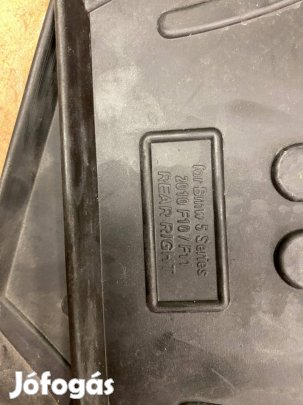 for Bmw 5 Series
2010 F10 / F11
REAR RIGHT
Jófogás